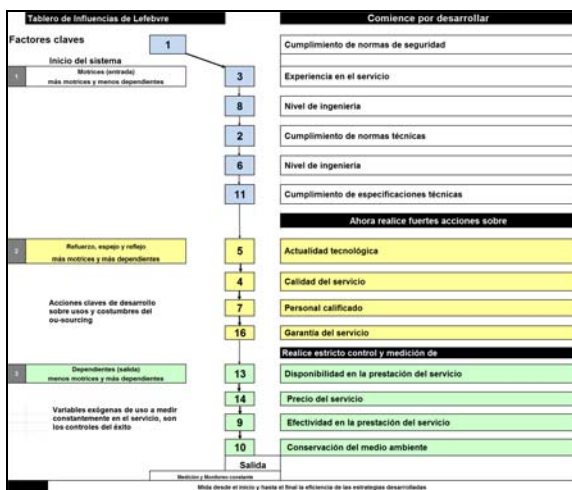 Tablero de Influencias de Lefebvre
Comience por desarrollar
Factores claves
1
Cumplimiento de normas de seguridad
Inicio del sistema
1
Motrices (entrada)
más motrices y menos dependientes
3
Experiencia en el servicio
8
Nivel de ingeniería
2
Cumplimiento de normas técnicas
6
Nivel de ingeniería
11
Cumplimiento de especificaciones técnicas
Ahora realice fuertes acciones sobre
2
Refuerzo, espejo y reflejo
más motrices y más dependientes
5
Actualidad tecnológica
4
Calidad del servicio
Acciones claves de desarrollo
sobre usos y costumbres del
ou-sourcing
7
Personal calificado
16
Garantía del servicio
Realice estricto control y medición de
3
Dependientes (salida)
menos motrices y más dependientes
13
Disponibilidad en la prestación del servicio
14
Precio del servicio
Variables exógenas de uso a medir
constantemente en el servicio, son
los controles del éxito
9
Efectividad en la prestación del servicio
10
Conservación del medio ambiente
Salida
Medición y Monitoreo constante
Mida desde el inicio y hasta el final la eficiencia de las estrategias desarrolladas